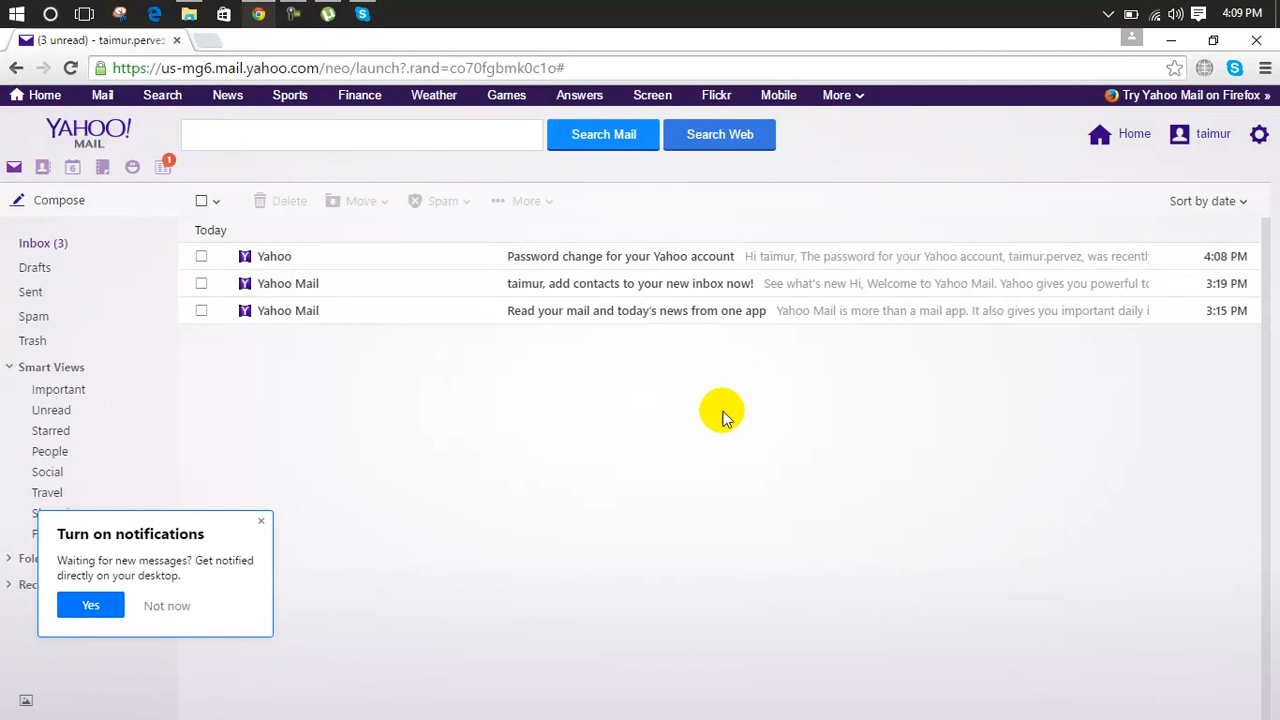 4:09 PM
(3 unread) - taimur.pervez
https://us-mg6.mail.yahoo.com/neo/launch?.rand=co70fgbmk0c1o#
Home Mail Search News Sports Finance Weather Games Answers Screen Flickr Mobile More Try Yahoo Mail on Firefox »
YAHOO!
MAIL
Search Mail Search Web Home taimur
6 1
Compose
Delete Move Spam More Sort by date
Today
Inbox (3)
Yahoo Password change for your Yahoo account Hi taimur, The password for your Yahoo account, taimur.pervez, was recently 4:08 PM
Drafts
Yahoo Mail taimur, add contacts to your new inbox now! See what's new Hi, Welcome to Yahoo Mail. Yahoo gives you powerful to 3:19 PM
Sent
Yahoo Mail Read your mail and today's news from one app Yahoo Mail is more than a mail app. It also gives you important daily i 3:15 PM
Spam
Trash
Smart Views
Important
Unread
Starred
People
Social
Travel
Turn on notifications
Waiting for new messages? Get notified
directly on your desktop.
Yes Not now